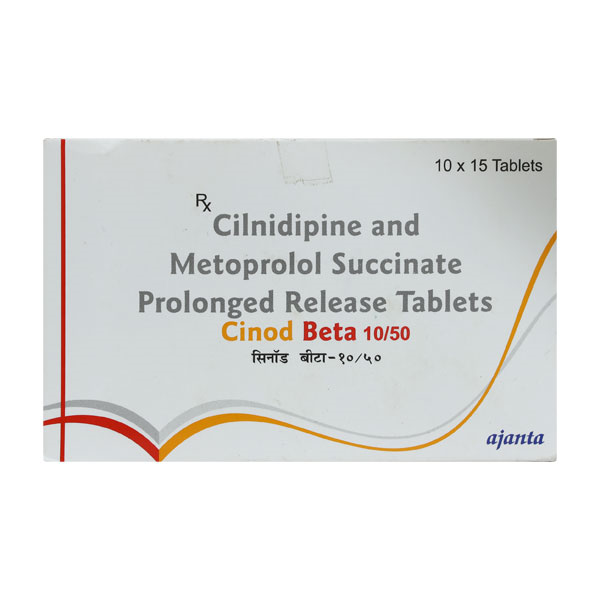 10 x 15 Tablets
Rx
Cilnidipine and
Metoprolol Succinate
Prolonged Release Tablets
Cinod Beta 10/50
सिनॉड बीटा-१०/५०
ajanta